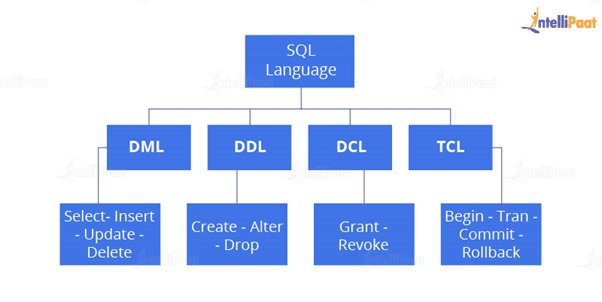 intelliPaat
SQL
Language
DML
DDL
DCL
TCL
Select- Insert
- Update -
Delete
Create - Alter
- Drop
Grant -
Revoke
Begin - Tran -
Commit -
Rollback